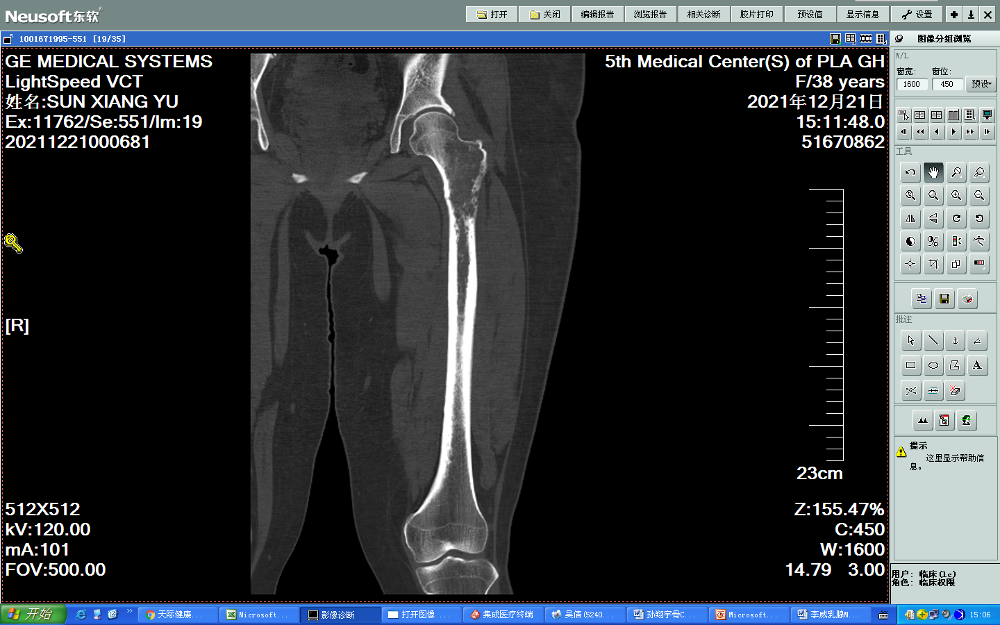 Neusoft东软
打开
关闭
编辑报告
浏览报告
相关诊断
胶片打印
预设值
显示信息
设置
1001671995-551 [19/35]
图像分组浏览
GE MEDICAL SYSTEMS
LightSpeed VCT
姓名:SUN XIANG YU
Ex:11762/Se:551/Im:19
20211221000681
5th Medical Center(S) of PLA GH
F/38 years
2021年12月21日
15:11:48.0
51670862
[R]
23cm
512X512
kV:120.00
mA:101
FOV:500.00
Z:155.47%
C:450
W:1600
14.79 3.00
W/L
窗宽: 窗位:
1600 450 预设
工具
批注
A
提示
这里显示帮助信
息。
用户: 临床(lc)
角色: 临床权限
开始
天际健康...
Microsoft...
影像诊断
打开图像 ...
集成医疗终端
吴倩(5240...
孙翔宇骨C...
Microsoft...
李威乳腺M...
15:06